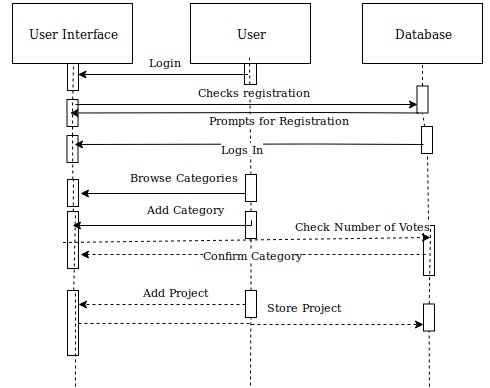 User Interface
User
Database
Login
Checks registration
Prompts for Registration
Logs In
Browse Categories
Add Category
Check Number of Votes
Confirm Category
Add Project
Store Project